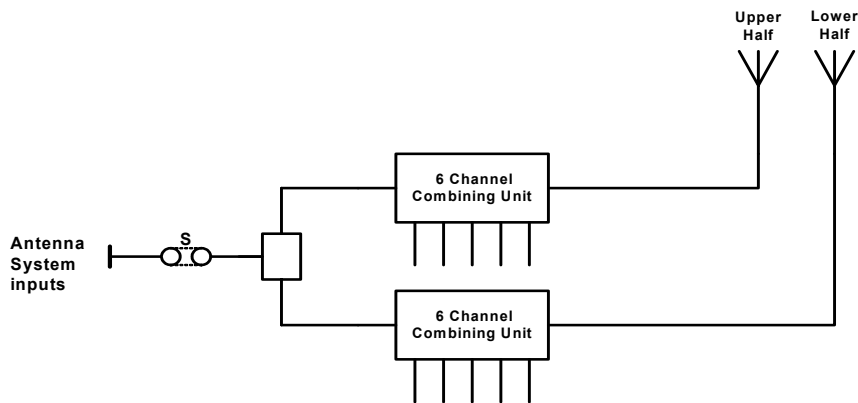 Upper
Half
Lower
Half
6 Channel
Combining Unit
S
Antenna
System
inputs
6 Channel
Combining Unit